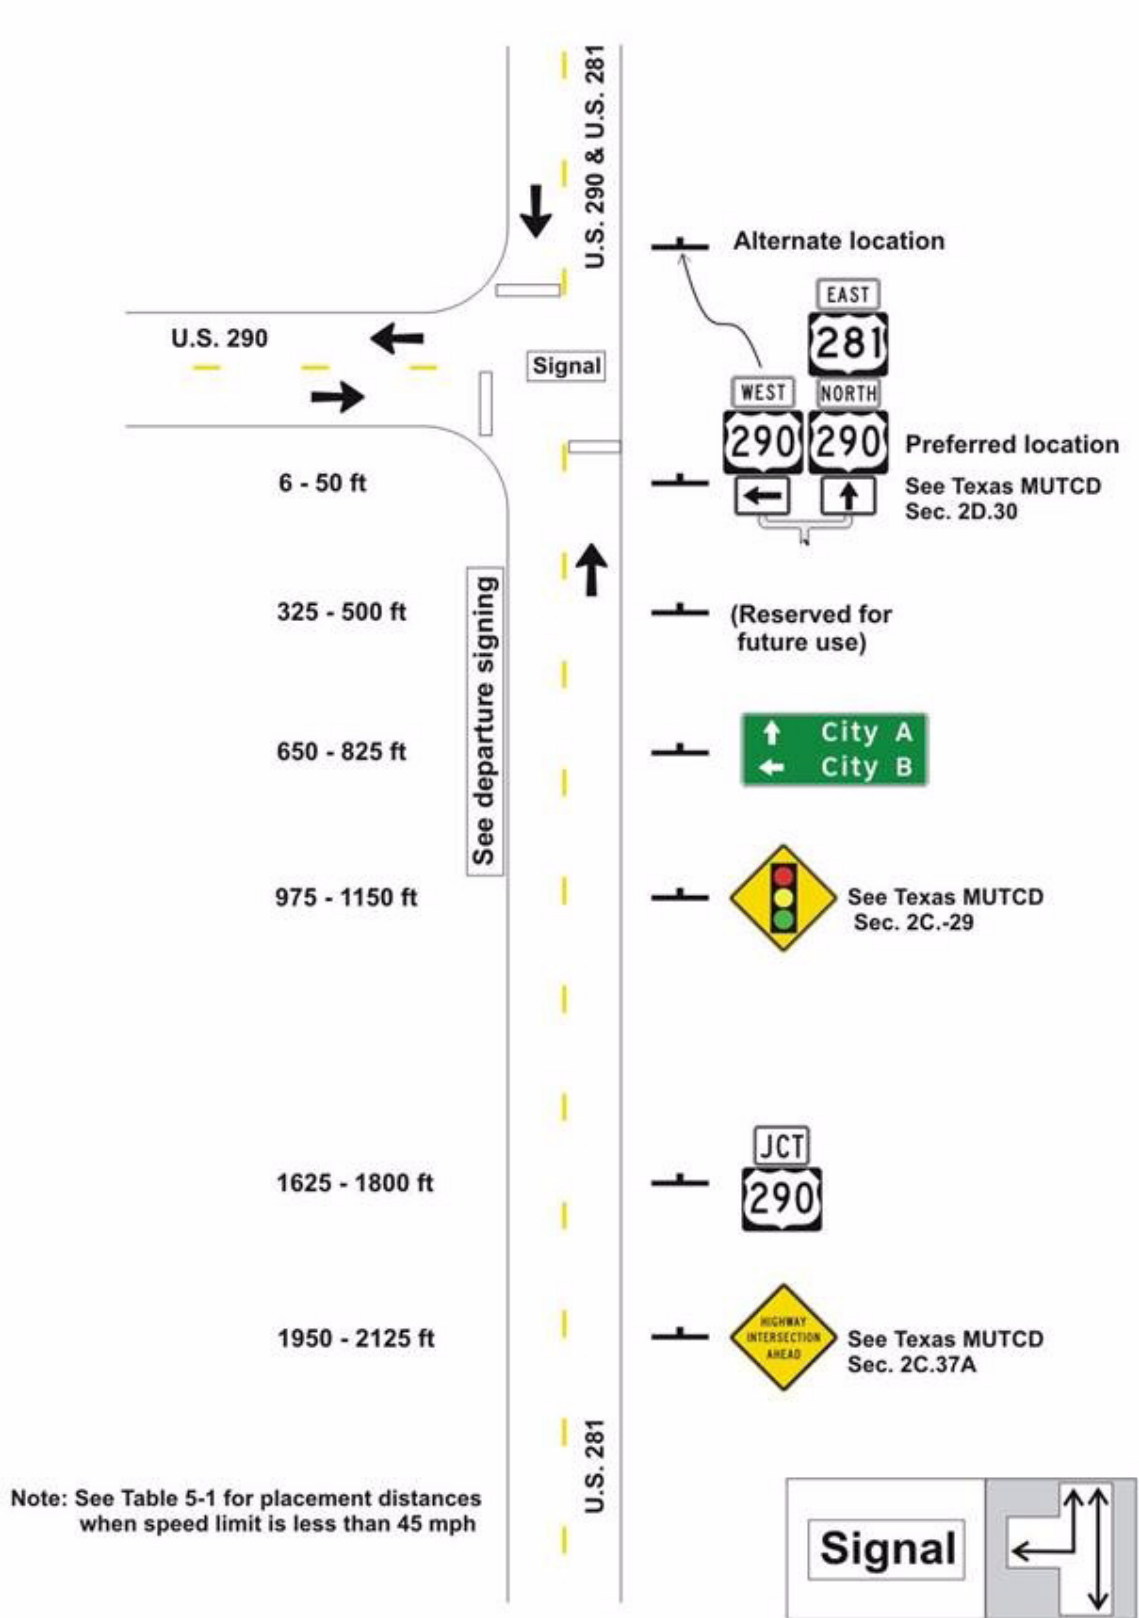 U.S. 290 & U.S. 281
Alternate location
EAST
281
U.S. 290
Signal
WEST
NORTH
290
290
Preferred location
6 - 50 ft
See Texas MUTCD
Sec. 2D.30
See departure signing
325 - 500 ft
(Reserved for
future use)
650 - 825 ft
City A
City B
975 - 1150 ft
See Texas MUTCD
Sec. 2C.-29
JCT
290
1625 - 1800 ft
HIGHWAY
INTERSECTION
AHEAD
1950 - 2125 ft
See Texas MUTCD
Sec. 2C.37A
U.S. 281
Note: See Table 5-1 for placement distances
when speed limit is less than 45 mph
Signal